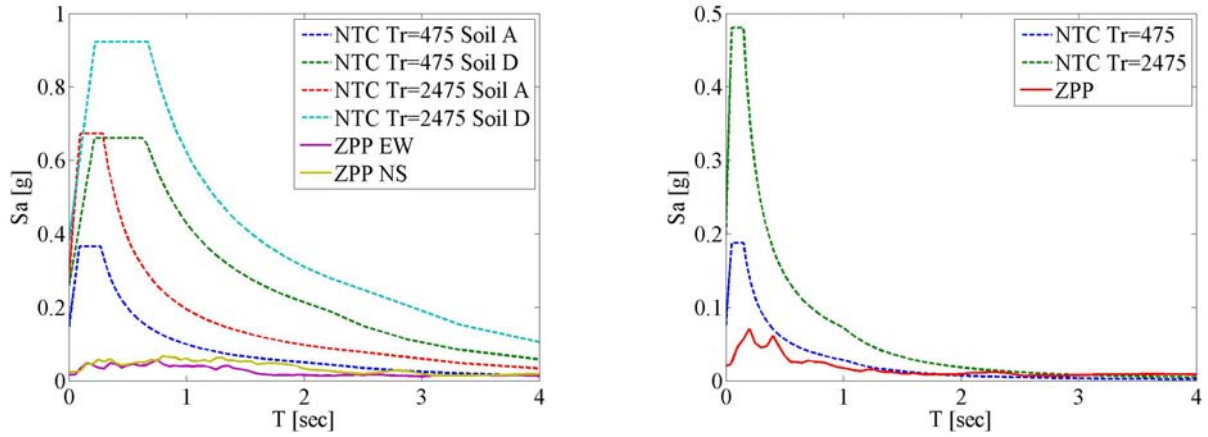 1
0.8
0.6
0.4
0.2
0
Sa [g]
0 1 2 3 4
T [sec]
NTC Tr=475 Soil A
NTC Tr=475 Soil D
NTC Tr=2475 Soil A
NTC Tr=2475 Soil D
ZPP EW
ZPP NS
0.5
0.4
0.3
0.2
0.1
0
Sa [g]
0 1 2 3 4
T [sec]
NTC Tr=475
NTC Tr=2475
ZPP